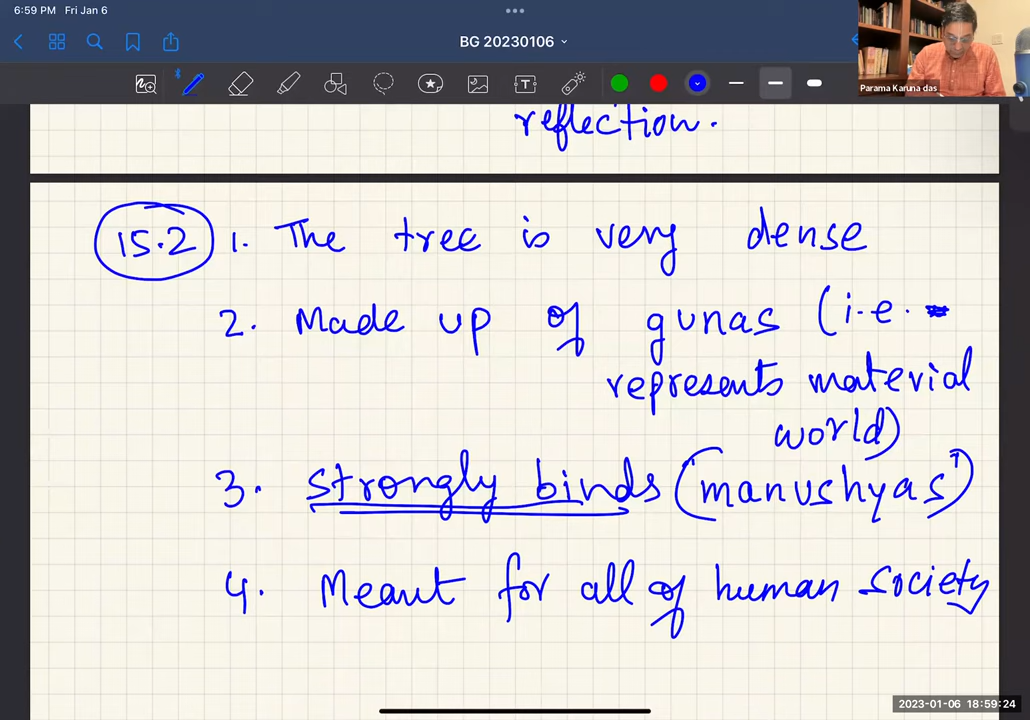 6:59 PM Fri Jan 6
BG 20230106
Parama Karuna das
reflection.
15.2 1. The tree is very dense
2. Made up of gunas (i.e.
represents material
world)
3. strongly binds (manushyas)
4. Meant for all of human society
2023-01-06 18:59:24